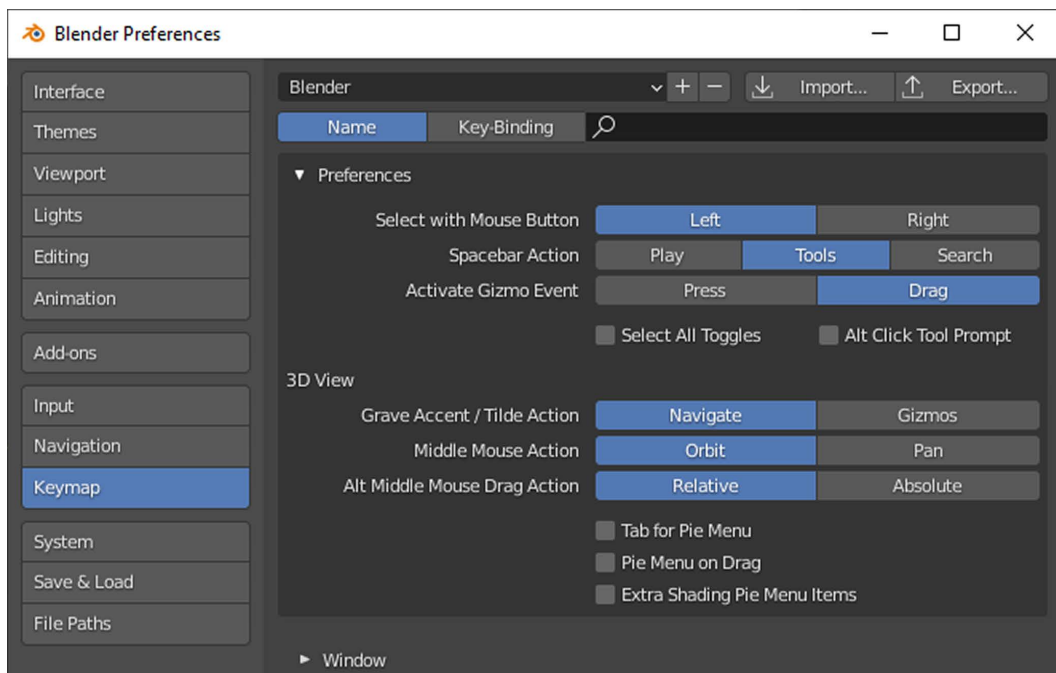 Blender Preferences
Interface
Themes
Viewport
Lights
Editing
Animation
Add-ons
Input
Navigation
Keymap
System
Save & Load
File Paths
Blender Import... Export...
Name Key-Binding
Preferences
Select with Mouse Button Left Right
Spacebar Action Play Tools Search
Activate Gizmo Event Press Drag
Select All Toggles Alt Click Tool Prompt
3D View
Grave Accent / Tilde Action Navigate Gizmos
Middle Mouse Action Orbit Pan
Alt Middle Mouse Drag Action Relative Absolute
Tab for Pie Menu
Pie Menu on Drag
Extra Shading Pie Menu Items
Window